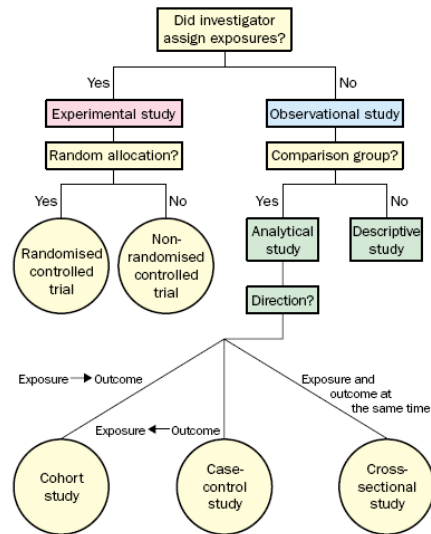 Did investigator
assign exposures?
Yes
No
Experimental study
Observational study
Random allocation?
Comparison group?
Yes
No
Yes
No
Randomised
controlled
trial
Non-
randomised
controlled
trial
Analytical
study
Descriptive
study
Direction?
Exposure → Outcome
Exposure ← Outcome
Exposure and
outcome at
the same time
Cohort
study
Case-
control
study
Cross-
sectional
study